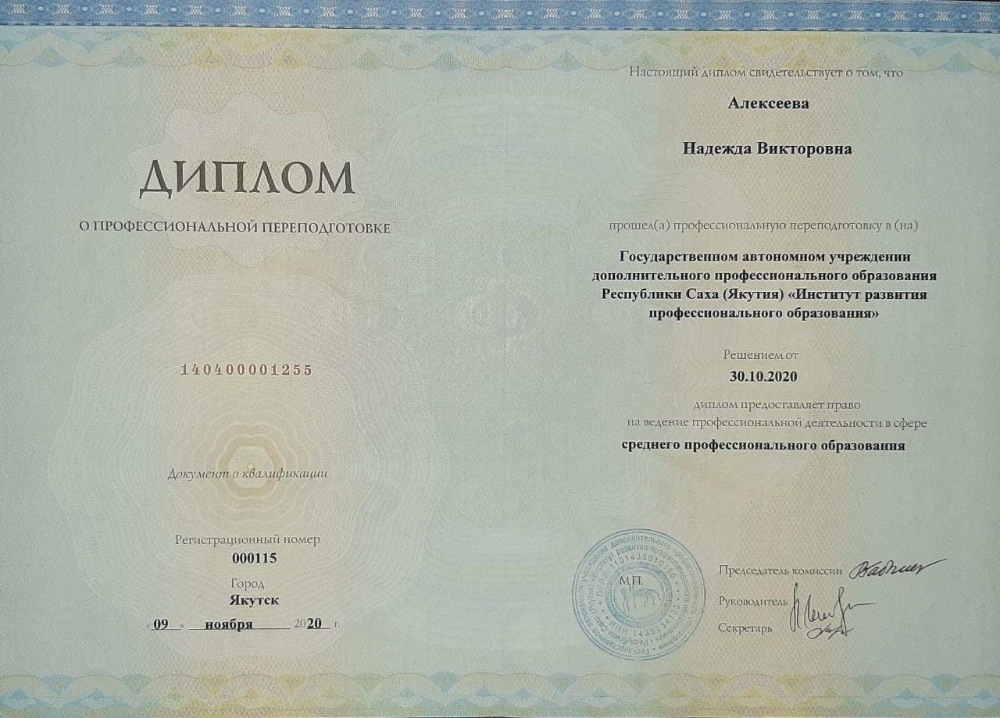 ДИПЛОМ
О ПРОФЕССИОНАЛЬНОЙ ПЕРЕПОДГОТОВКЕ
140400001255
Документ о квалификации
Регистрационный номер
000115
Город
Якутск
«09» ноября 2020 г.
Настоящий диплом свидетельствует о том, что
Алексеева
Надежда Викторовна
прошел(а) профессиональную переподготовку в (на)
Государственном автономном учреждении
дополнительного профессионального образования
Республики Саха (Якутия) «Институт развития
профессионального образования»
Решением от
30.10.2020
диплом предоставляет право
на ведение профессиональной деятельности в сфере
среднего профессионального образования
М.П.
Председатель комиссии
Руководитель
Секретарь